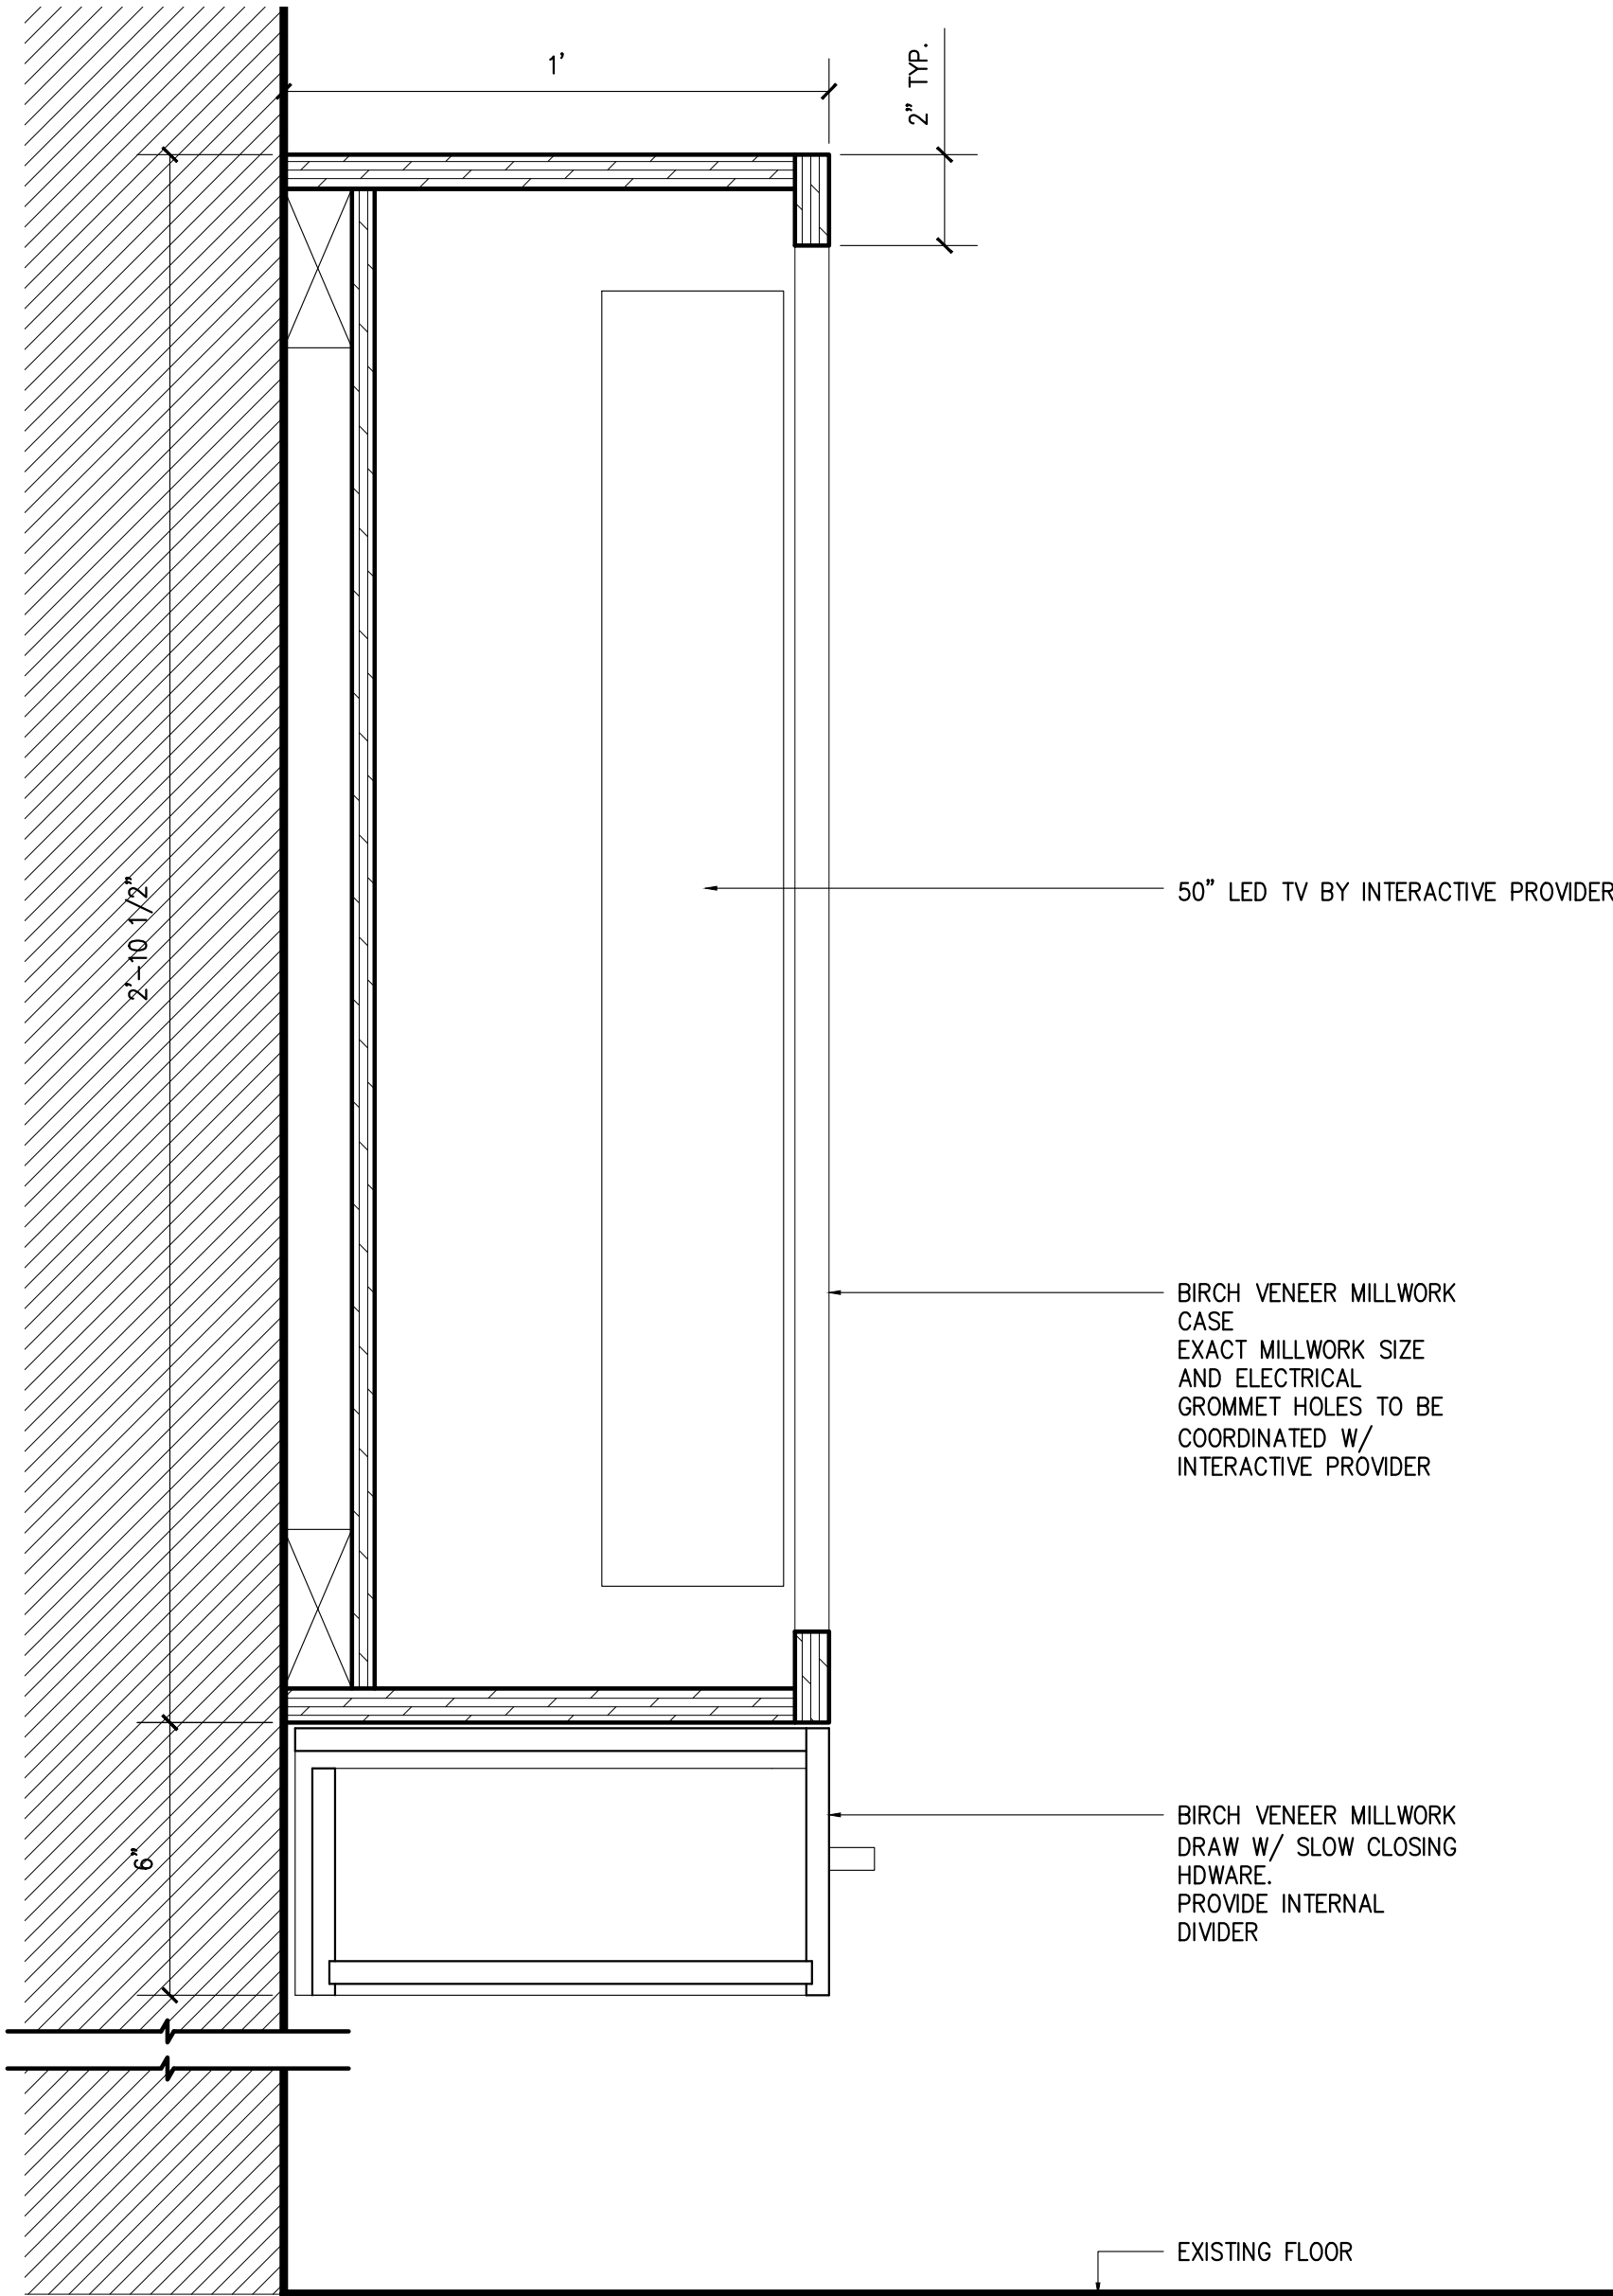 1'
2" TYP.
2'-10 1/2"
50" LED TV BY INTERACTIVE PROVIDER
BIRCH VENEER MILLWORK
CASE
EXACT MILLWORK SIZE
AND ELECTRICAL
GROMMET HOLES TO BE
COORDINATED W/
INTERACTIVE PROVIDER
BIRCH VENEER MILLWORK
DRAW W/ SLOW CLOSING
HDWARE.
PROVIDE INTERNAL
DIVIDER
6"
EXISTING FLOOR